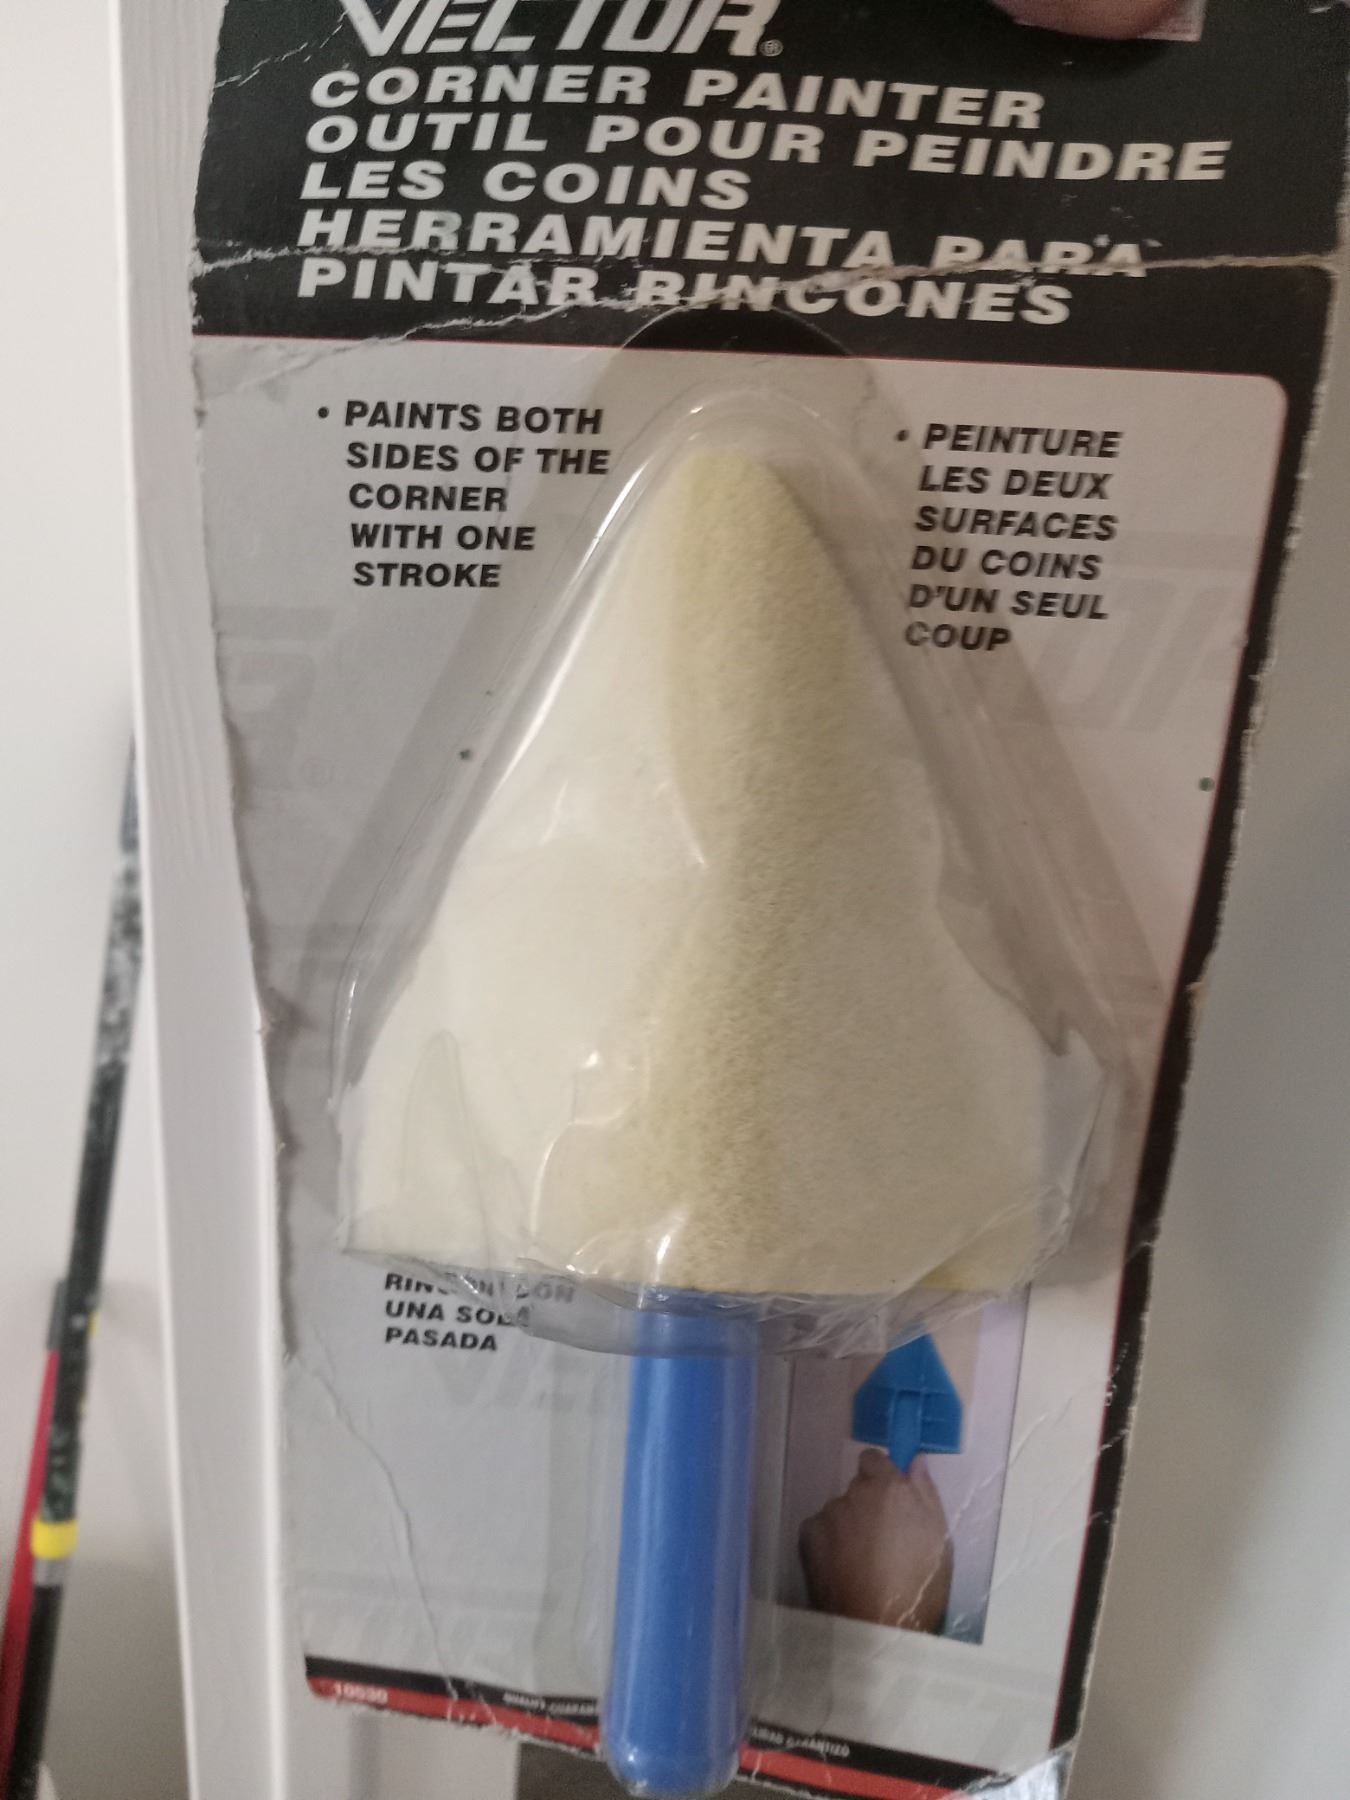 VECTOR®
CORNER PAINTER
OUTIL POUR PEINDRE
LES COINS
HERRAMIENTA PARA
PINTAR RINCONES
• PAINTS BOTH
SIDES OF THE
CORNER
WITH ONE
STROKE
• PEINTURE
LES DEUX
SURFACES
DU COINS
D'UN SEUL
COUP
UNA SOLA
PASADA